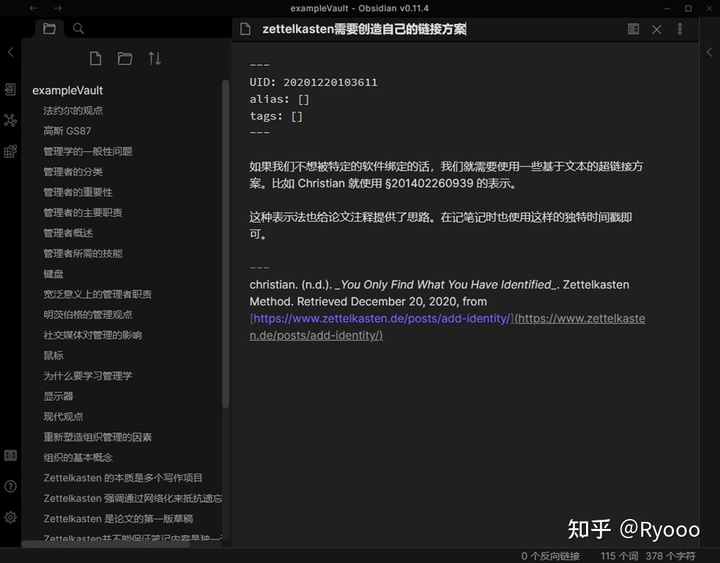 exampleVault - Obsidian v0.11.4
zettelkasten需要创造自己的链接方案
exampleVault
法约尔的观点
高斯 GS87
管理学的一般性问题
管理者的分类
管理者的重要性
管理者的主要职责
管理者概述
管理者所需的技能
键盘
宽泛意义上的管理者职责
明茨伯格的管理观点
社交媒体对管理的影响
鼠标
为什么要学习管理学
显示器
现代观点
重新塑造组织管理的因素
组织的基本概念
Zettelkasten 的本质是多个写作项目
Zettelkasten 强调通过网络化来抵抗遗忘
Zettelkasten 是论文的第一版草稿
Zettelkasten并不能保证笔记内容是独一
---
UID: 20201220103611
alias: []
tags: []
---
如果我们不想被特定的软件绑定的话，我们就需要使用一些基于文本的超链接方
案。比如 Christian 就使用 §201402260939 的表示。
这种表示法也给论文注释提供了思路。在记笔记时也使用这样的独特时间戳即
可。
---
christian. (n.d.). _You Only Find What You Have Identified_. Zettelkasten
Method. Retrieved December 20, 2020, from
[https://www.zettelkasten.de/posts/add-identity/](https://www.zettelkaste
n.de/posts/add-identity/)
知乎 @Ryooo
0 个反向链接 115 个词 378 个字符